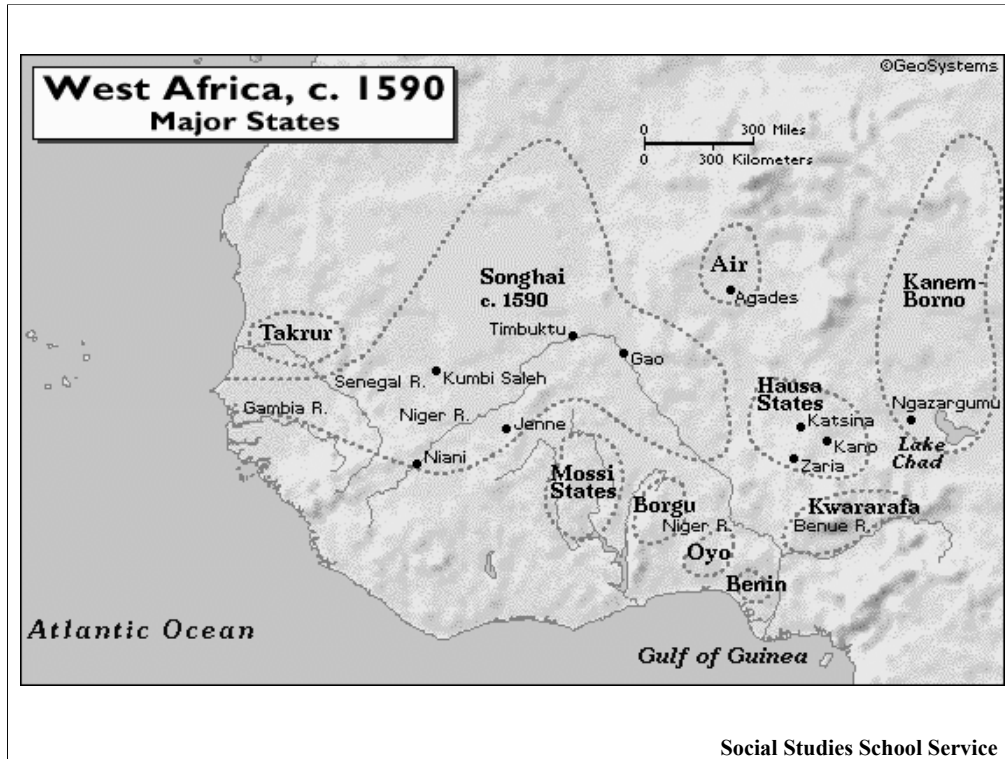 ©GeoSystems
West Africa, c. 1590
Major States
0 300 Miles
0 300 Kilometers
Songhai
c. 1590
Air
Agades
Kanem-
Borno
Takrur
Timbuktu
Gao
Senegal R.
Kumbi Saleh
Gambia R.
Niger R.
Jenne
Niani
Hausa
States
Katsina
Kano
Zaria
Ngazargumu
Lake
Chad
Mossi
States
Borgu
Niger R.
Kwararafa
Benue R.
Oyo
Benin
Atlantic Ocean
Gulf of Guinea
Social Studies School Service